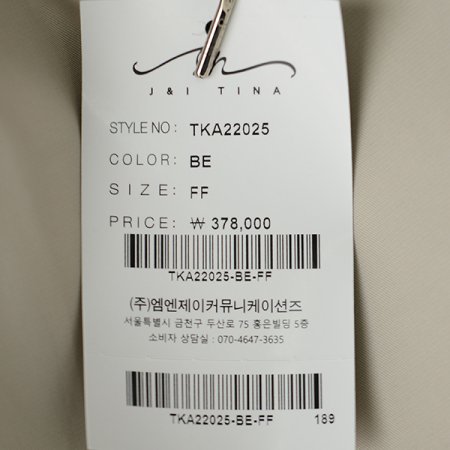 in
J & I TINA
STYLE NO: TKA22025
COLOR: BE
SIZE: FF
PRICE: ₩ 378,000
TKA22025-BE-FF
(주)엠엔제이커뮤니케이션즈
서울특별시 금천구 두산로 75 홍은빌딩 5층
소비자 상담실 : 070-4647-3635
TKA22025-BE-FF 189